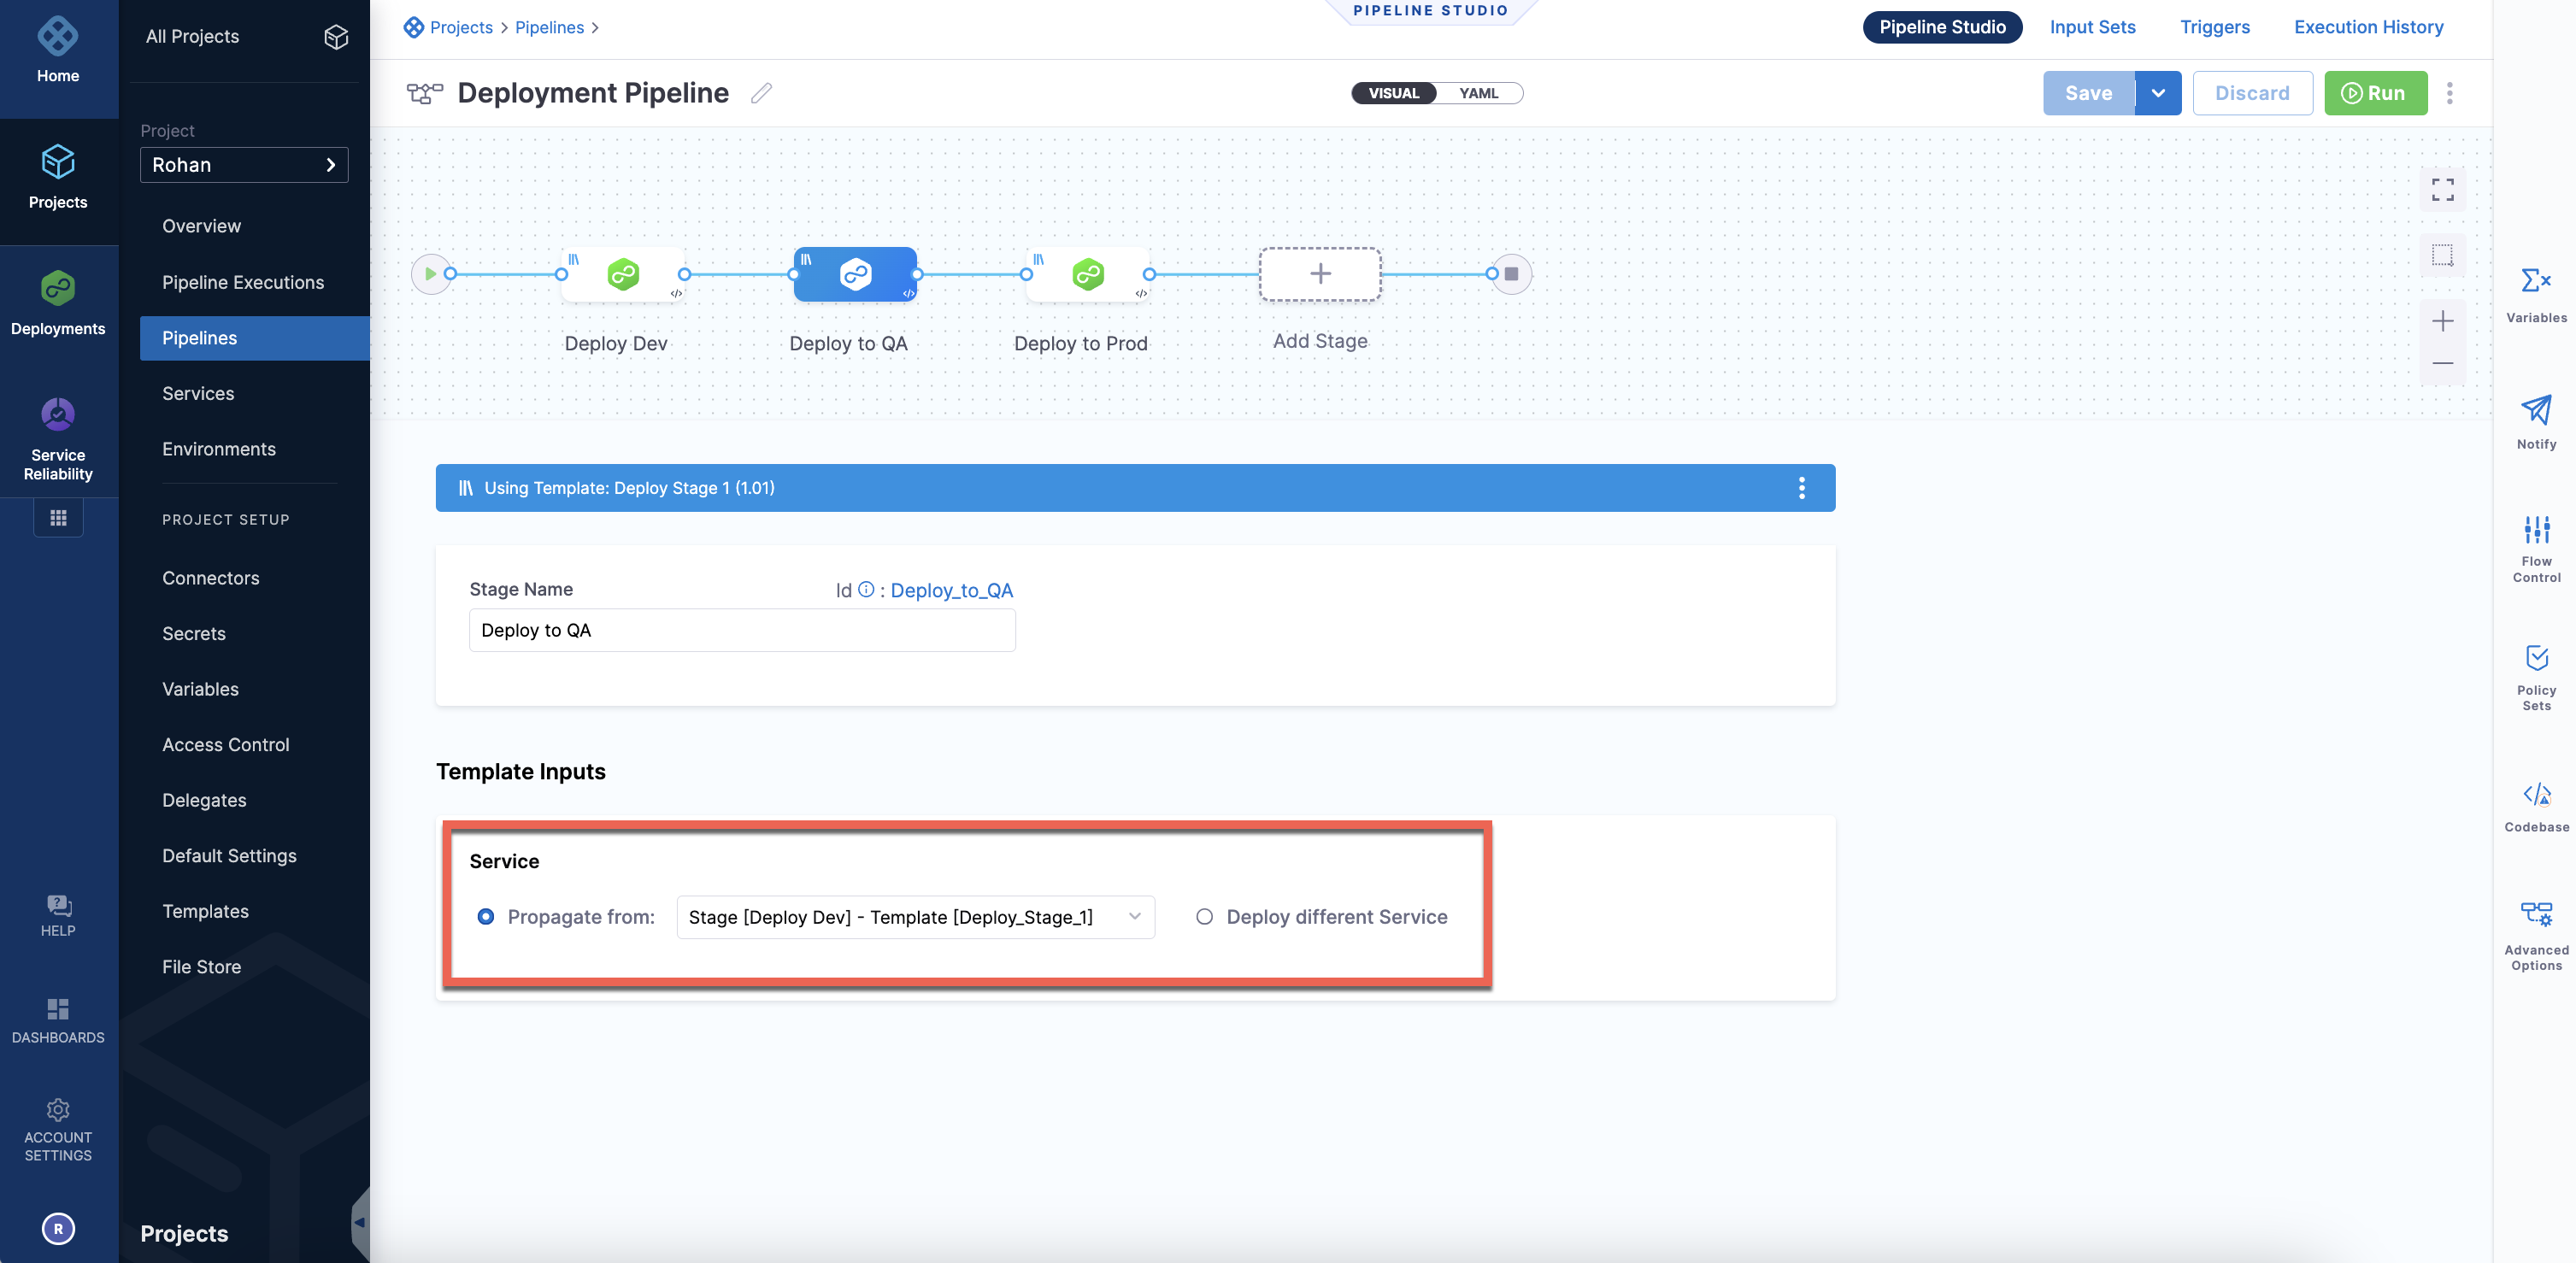 Home
Projects
Deployments
Service
Reliability
HELP
DASHBOARDS
ACCOUNT
SETTINGS
R
All Projects
Project
Rohan
Overview
Pipeline Executions
Pipelines
Services
Environments
PROJECT SETUP
Connectors
Secrets
Variables
Access Control
Delegates
Default Settings
Templates
File Store
Projects
Projects > Pipelines >
PIPELINE STUDIO
Pipeline Studio Input Sets Triggers Execution History
Deployment Pipeline
VISUAL YAML
Save Discard Run
Deploy Dev Deploy to QA Deploy to Prod Add Stage
Using Template: Deploy Stage 1 (1.01)
Stage Name Id : Deploy_to_QA
Deploy to QA
Template Inputs
Service
Propagate from: Stage [Deploy Dev] - Template [Deploy_Stage_1] Deploy different Service
Variables
Notify
Flow
Control
Policy
Sets
Codebase
Advanced
Options